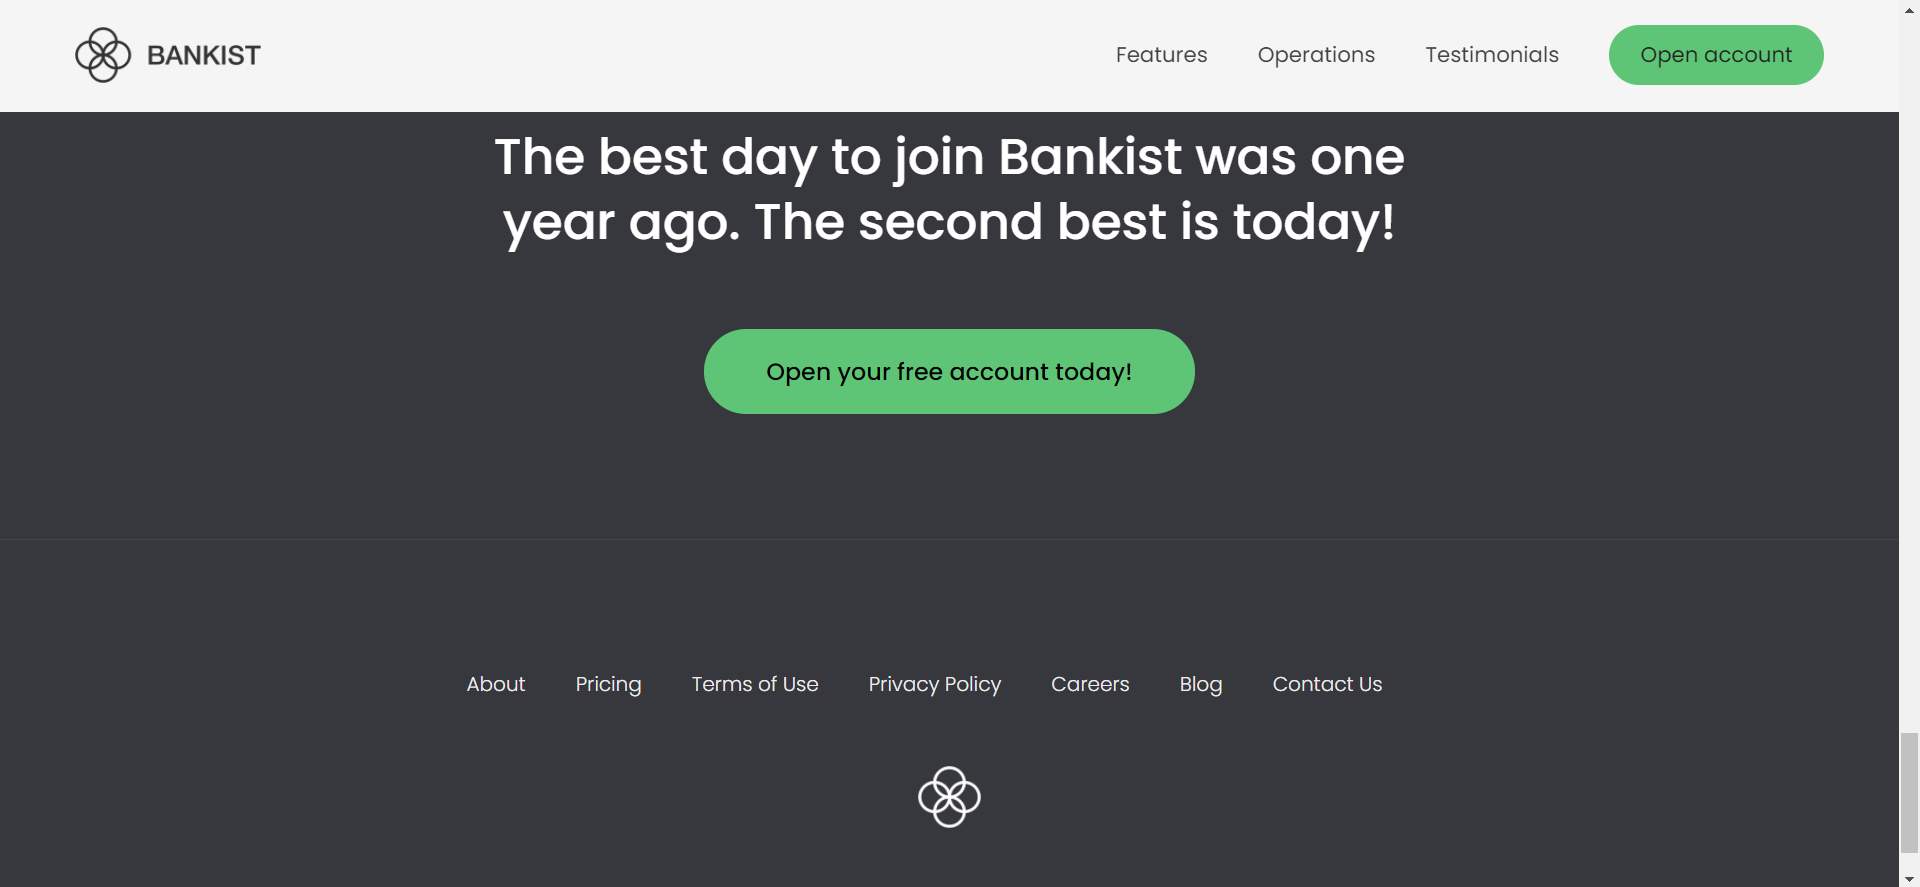 BANKIST
Features
Operations
Testimonials
Open account
The best day to join Bankist was one
year ago. The second best is today!
Open your free account today!
About
Pricing
Terms of Use
Privacy Policy
Careers
Blog
Contact Us